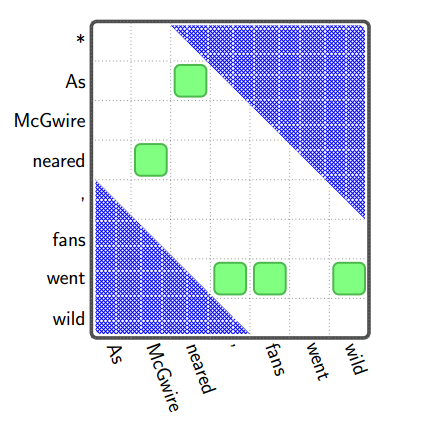 *
As
McGwire
neared
,
fans
went
wild
As
McGwire
neared
,
fans
went
wild